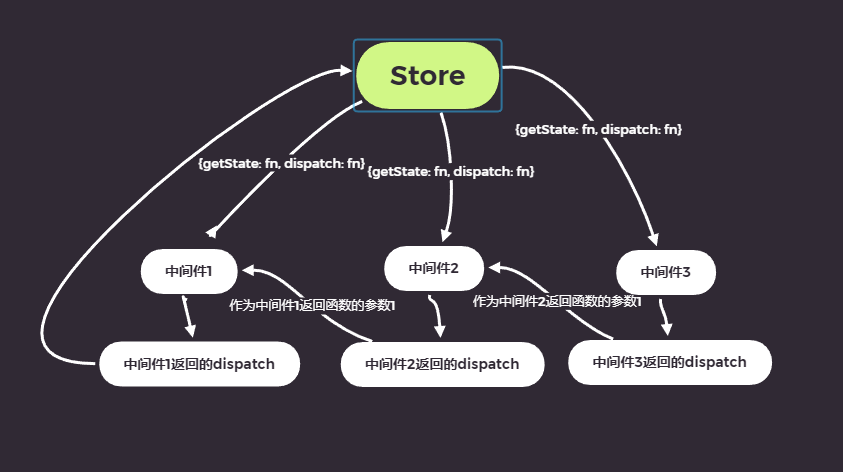 Store
{getState: fn, dispatch: fn}
{getState: fn, dispatch: fn}
{getState: fn, dispatch: fn}
中间件1
中间件2
中间件3
作为中间件1返回函数的参数1
作为中间件2返回函数的参数1
中间件1返回的dispatch
中间件2返回的dispatch
中间件3返回的dispatch